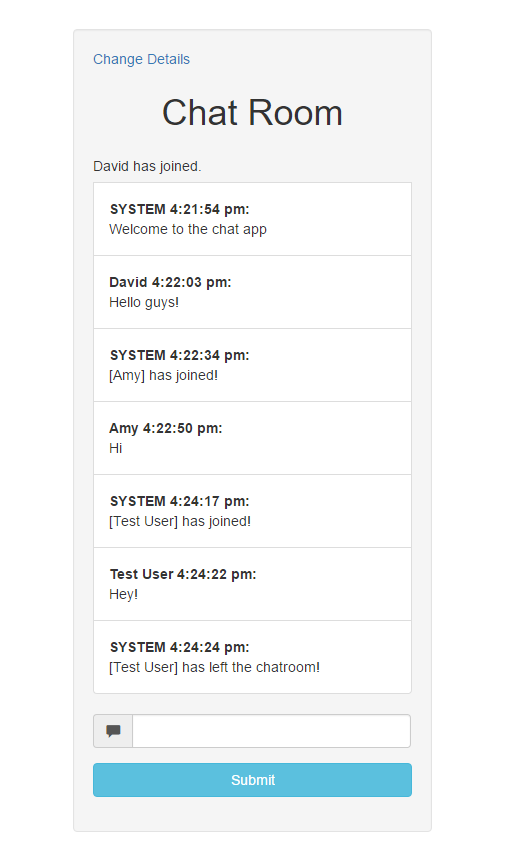 Change Details
Chat Room
David has joined.
SYSTEM 4:21:54 pm:
Welcome to the chat app
David 4:22:03 pm:
Hello guys!
SYSTEM 4:22:34 pm:
[Amy] has joined!
Amy 4:22:50 pm:
Hi
SYSTEM 4:24:17 pm:
[Test User] has joined!
Test User 4:24:22 pm:
Hey!
SYSTEM 4:24:24 pm:
[Test User] has left the chatroom!
Submit